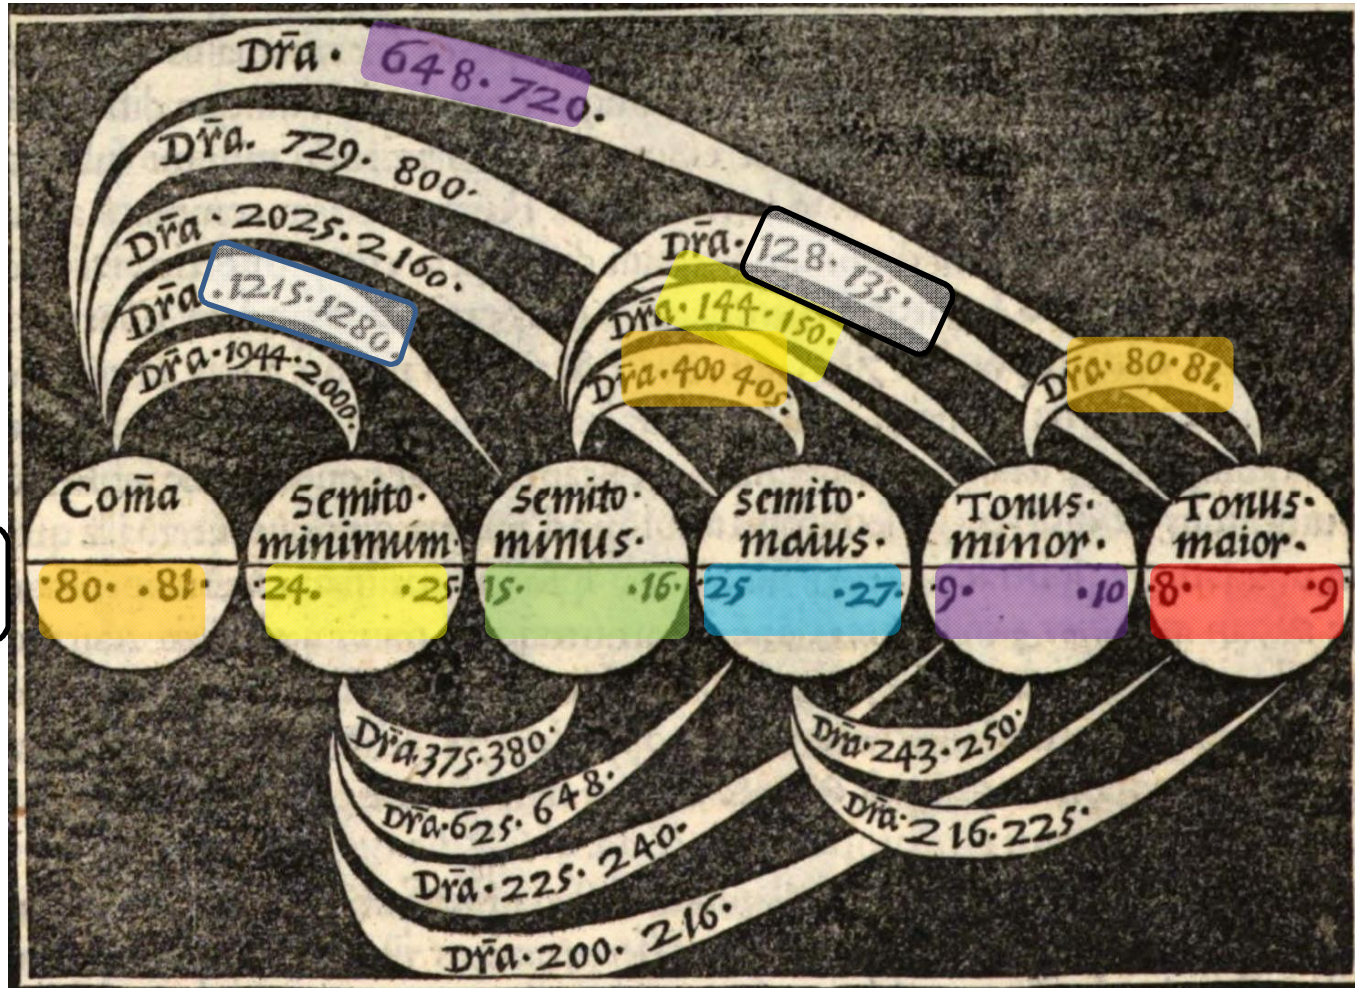 Dr̄a · 648 · 720 ·
Dr̄a. 729. 800·
Dr̄a · 2025 · 2160 ·
Dr̄a · 1215 · 1280 ·
Dr̄a · 1944 · 2000 ·
Dr̄a · 128 · 135 ·
Dr̄a · 144 · 150 ·
Dr̄a · 400 405 ·
Dr̄a · 80 · 81 ·
Com̄a
·80· ·81·
Semito·
minimum·
·24· ·25·
Semito·
minus·
15· ·16·
semito·
maius·
25 ·27·
Tonus·
minor·
·9· ·10
Tonus·
maior·
·8· ·9
Dr̄a · 375 · 380 ·
Dr̄a · 625 · 648 ·
Dr̄a · 225 · 240 ·
Dr̄a · 200 · 216 ·
Dr̄a · 243 · 250 ·
Dr̄a · 216 · 225 ·